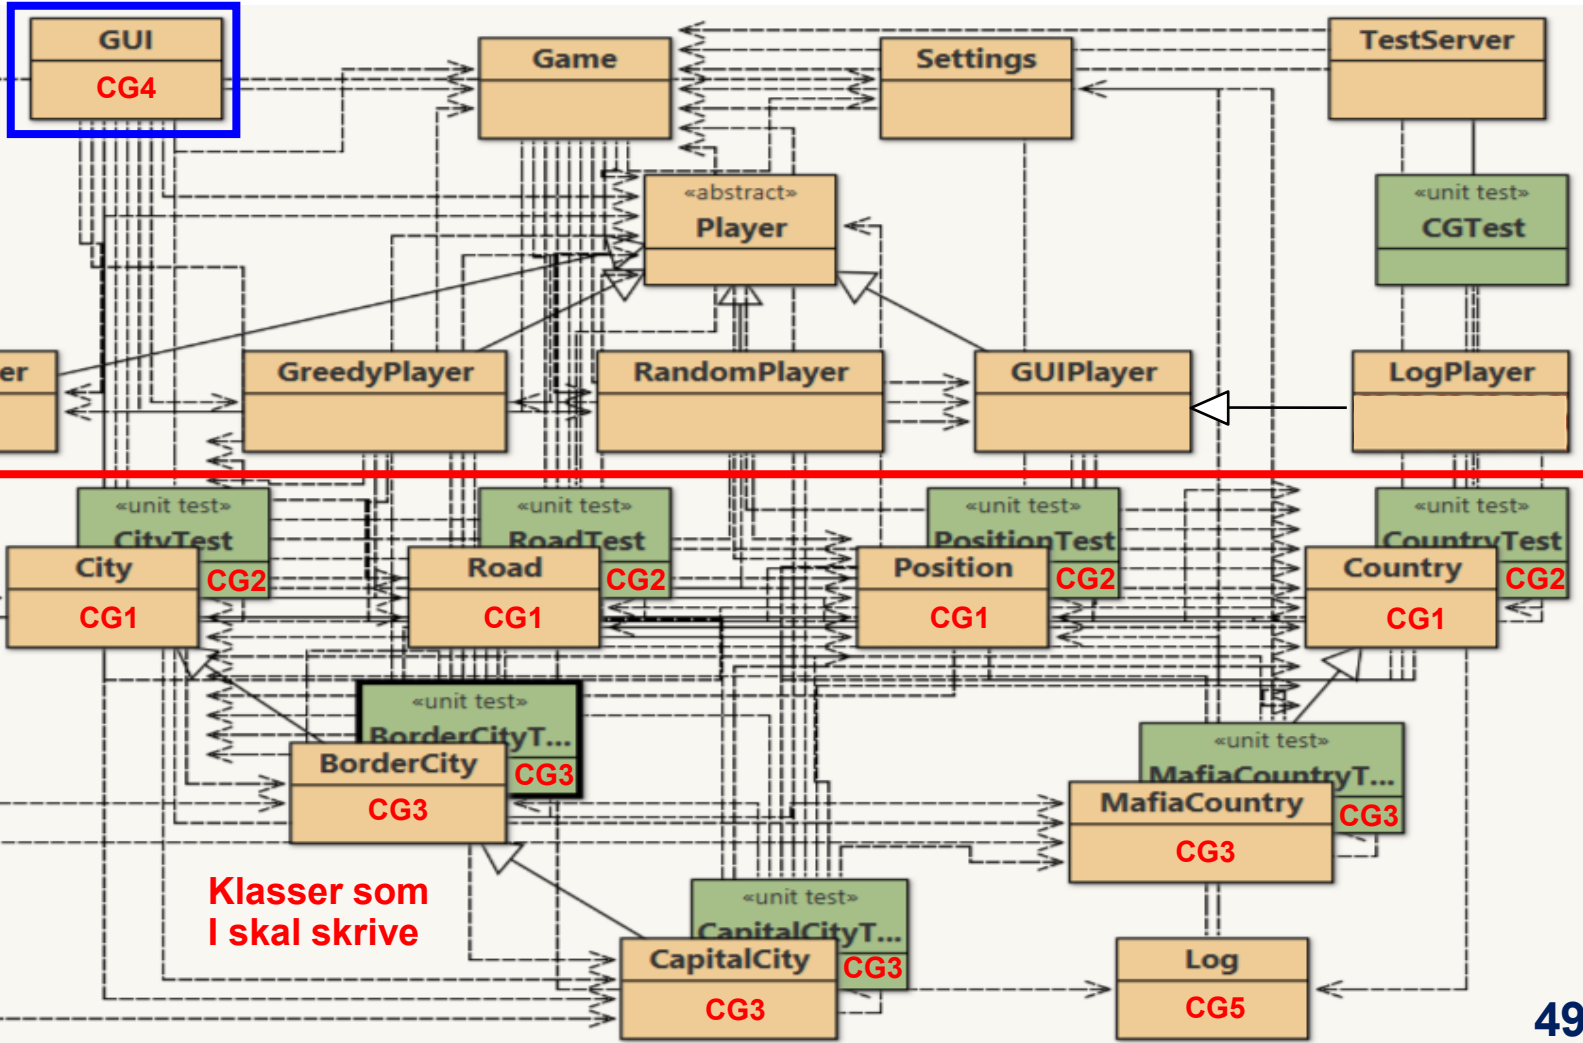 GUI
CG4
Game
Settings
TestServer
«abstract»
Player
«unit test»
CGTest
er
GreedyPlayer
RandomPlayer
GUIPlayer
LogPlayer
«unit test»
CityTest
CG2
City
CG1
«unit test»
RoadTest
CG2
Road
CG1
«unit test»
PositionTest
CG2
Position
CG1
«unit test»
CountryTest
CG2
Country
CG1
«unit test»
BorderCityT...
CG3
BorderCity
CG3
«unit test»
MafiaCountryT...
CG3
MafiaCountry
CG3
Klasser som
I skal skrive
«unit test»
CapitalCityT...
CG3
CapitalCity
CG3
Log
CG5
49